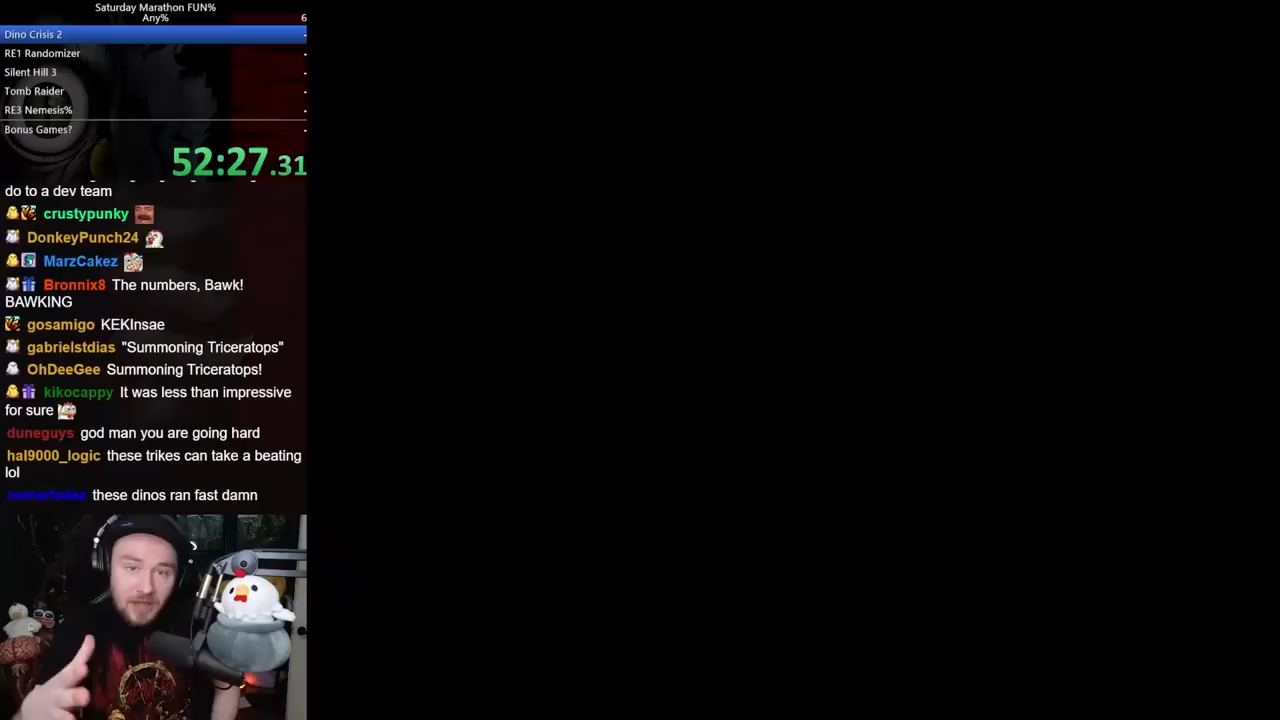 Saturday Marathon FUN%
Any%
6
Dino Crisis 2 -
RE1 Randomizer -
Silent Hill 3 -
Tomb Raider -
RE3 Nemesis% -
Bonus Games? -
52:27.31
do to a dev team
crustypunky
DonkeyPunch24
MarzCakez
Bronnix8 The numbers, Bawk!
BAWKING
gosamigo KEKInsae
gabrielstdias "Summoning Triceratops"
OhDeeGee Summoning Triceratops!
kikocappy It was less than impressive
for sure
duneguys god man you are going hard
hal9000_logic these trikes can take a beating
lol
these dinos ran fast damn